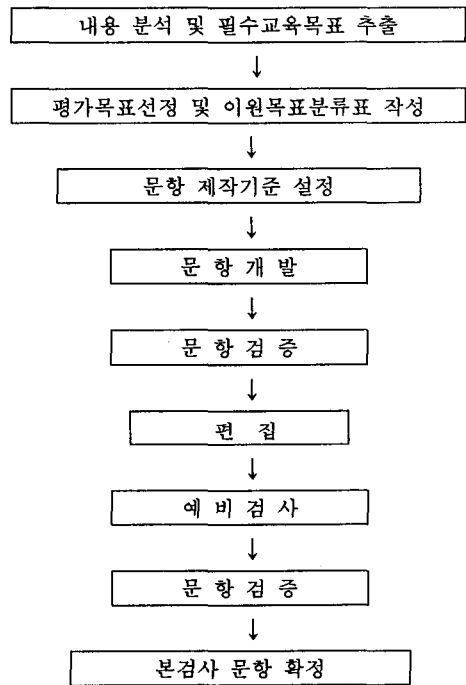 내용 분석 및 필수교육목표 추출
↓
평가목표선정 및 이원목표분류표 작성
↓
문항 제작기준 설정
↓
문 항 개 발
↓
문 항 검 증
↓
편 집
↓
예 비 검 사
↓
문 항 검 증
↓
본검사 문항 확정